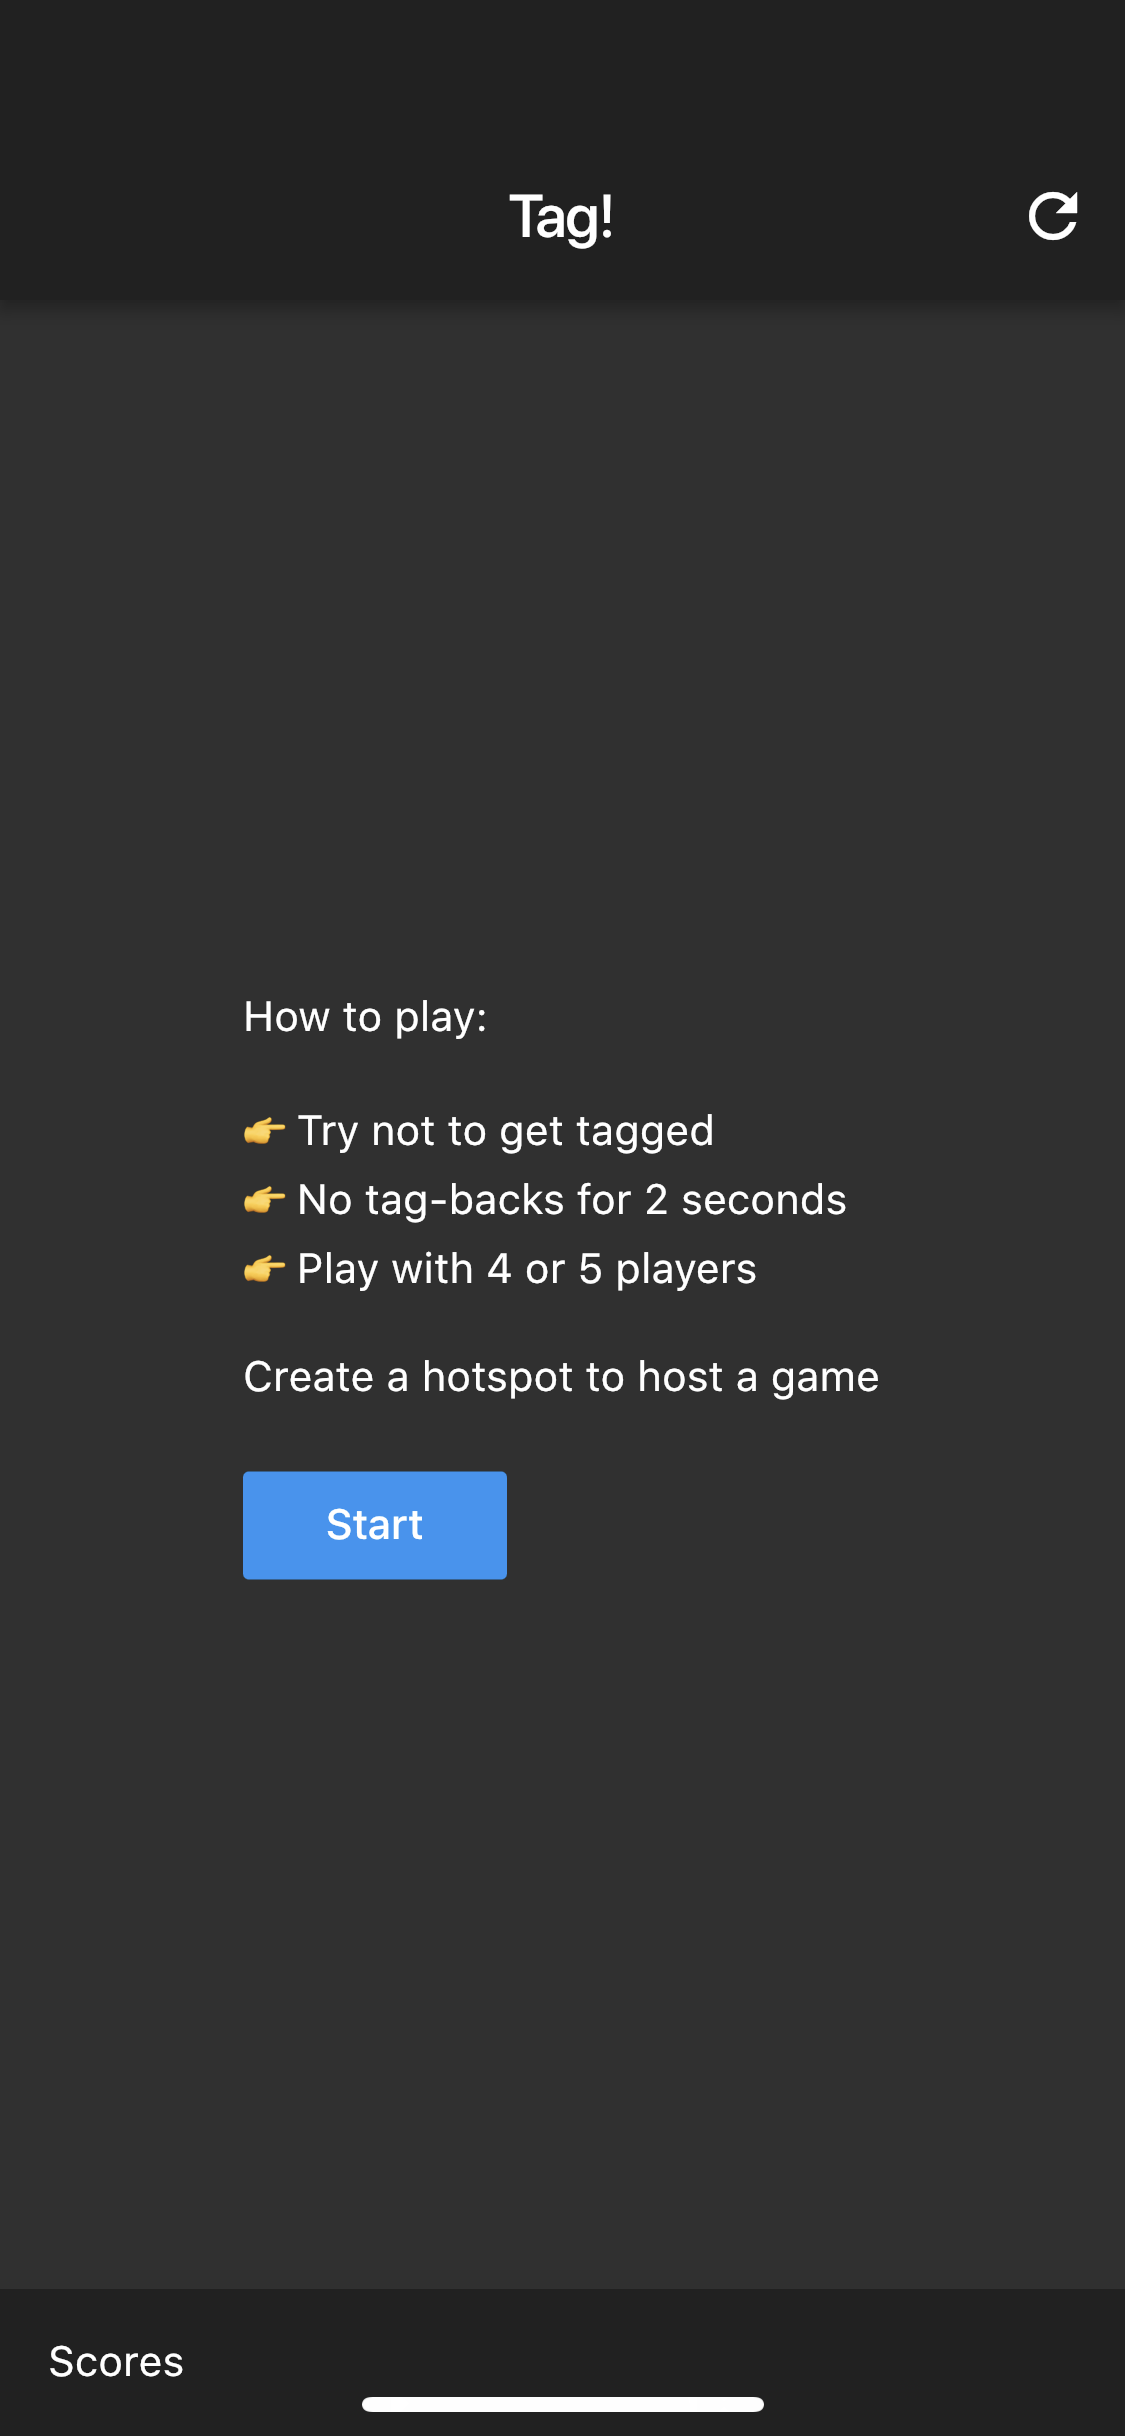 Tag!
How to play:
👉 Try not to get tagged
👉 No tag-backs for 2 seconds
👉 Play with 4 or 5 players
Create a hotspot to host a game
Start
Scores